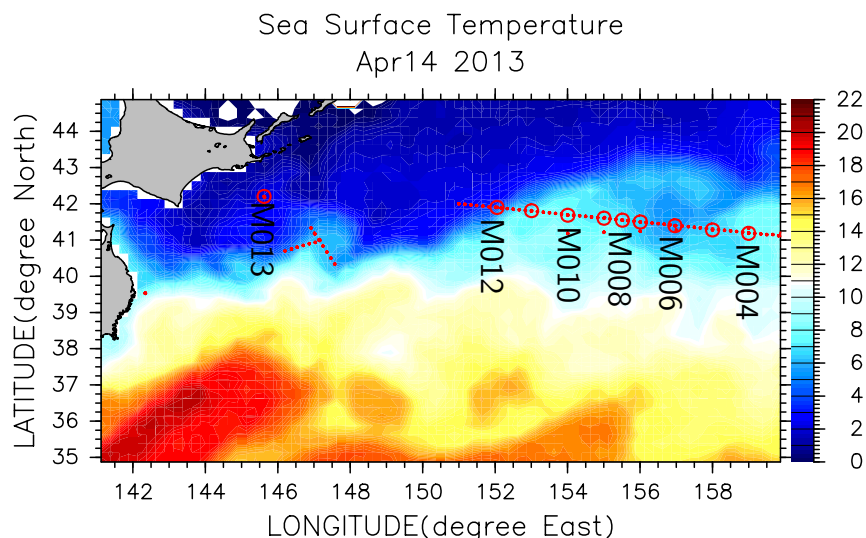 Sea Surface Temperature
Apr14 2013
LATITUDE(degree North)
44
43
42
41
40
39
38
37
36
35
M013
M012
M010
M008
M006
M004
22
20
18
16
14
12
10
8
6
4
2
0
142 144 146 148 150 152 154 156 158
LONGITUDE(degree East)